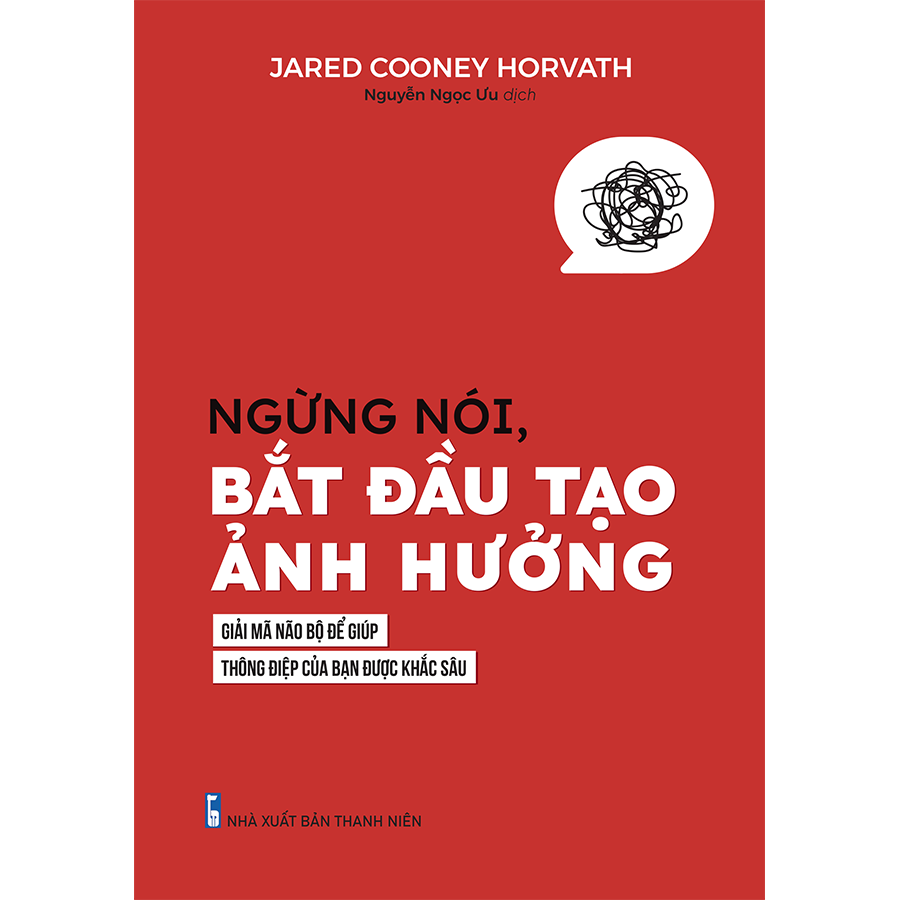 JARED COONEY HORVATH
Nguyễn Ngọc Ưu dịch
NGỪNG NÓI,
BẮT ĐẦU TẠO
ẢNH HƯỞNG
GIẢI MÃ NÃO BỘ ĐỂ GIÚP
THÔNG ĐIỆP CỦA BẠN ĐƯỢC KHẮC SÂU
NHÀ XUẤT BẢN THANH NIÊN